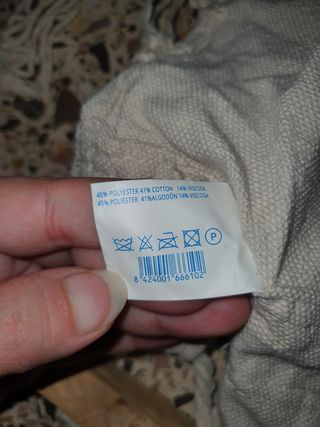 45% POLYESTER 41% COTTON 14% VISCOSE
45% POLIÉSTER 41%ALGODÓN 14% VISCOSA
P
8 424001 666102